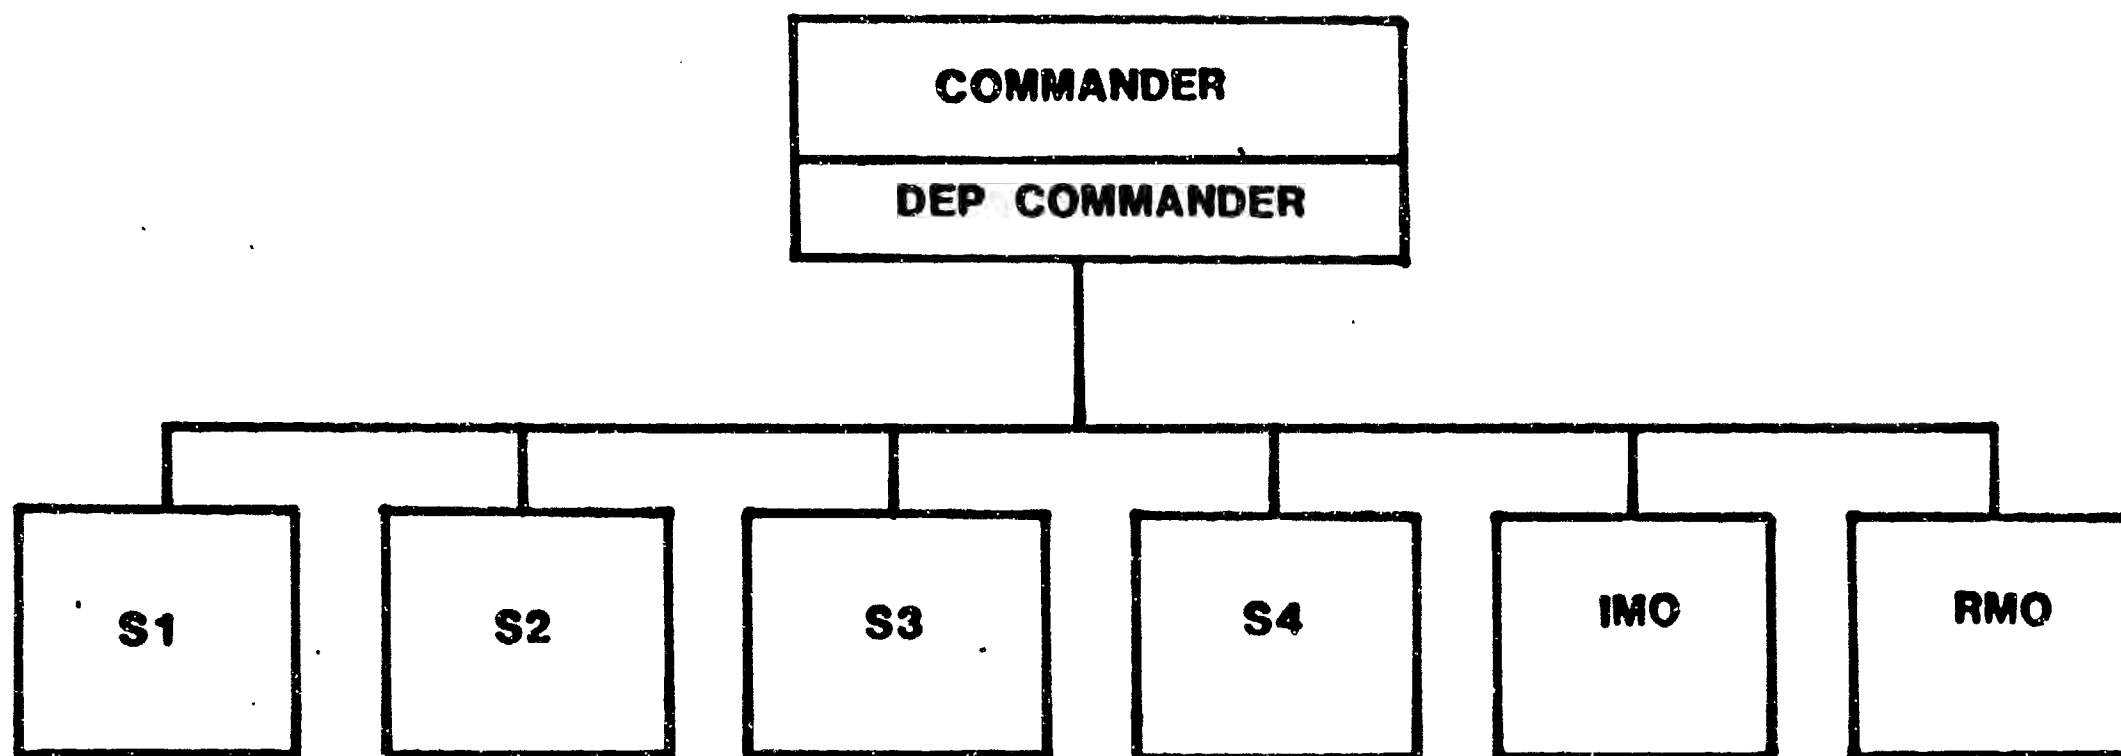 COMMANDER
DEP COMMANDER
S1 S2 S3 S4 IMO RMO